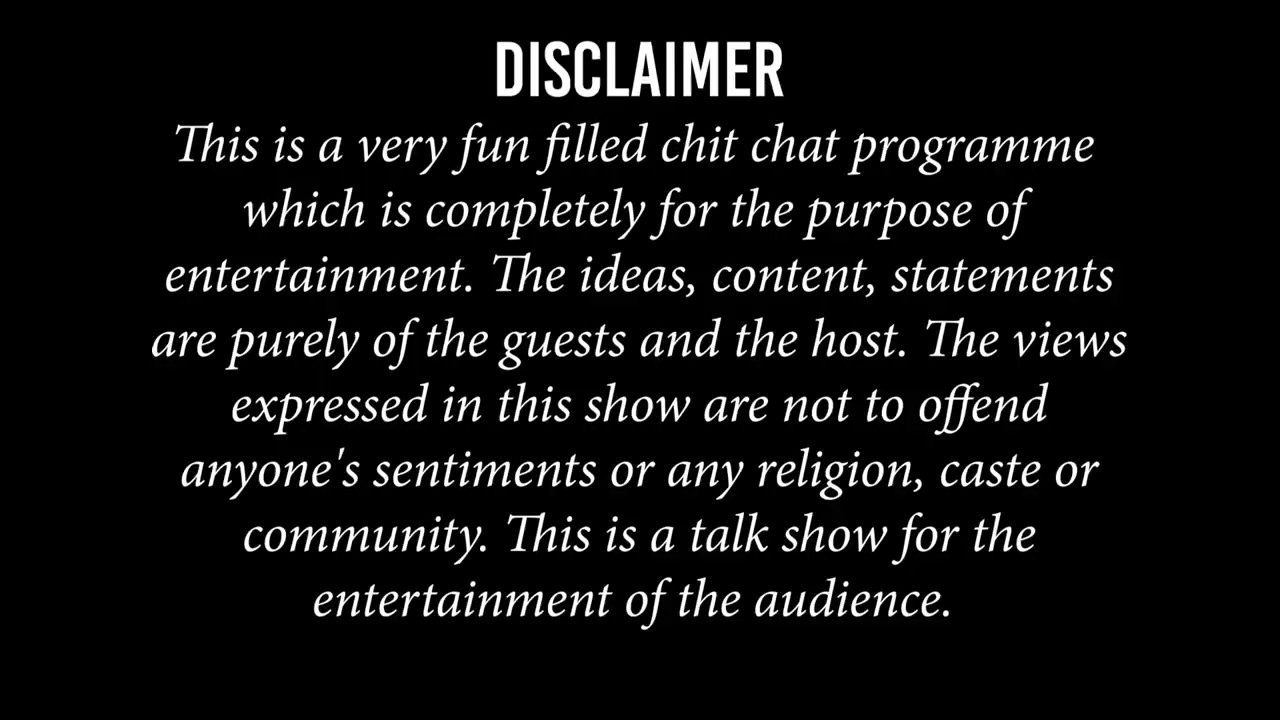 DISCLAIMER
This is a very fun filled chit chat programme
which is completely for the purpose of
entertainment. The ideas, content, statements
are purely of the guests and the host. The views
expressed in this show are not to offend
anyone's sentiments or any religion, caste or
community. This is a talk show for the
entertainment of the audience.